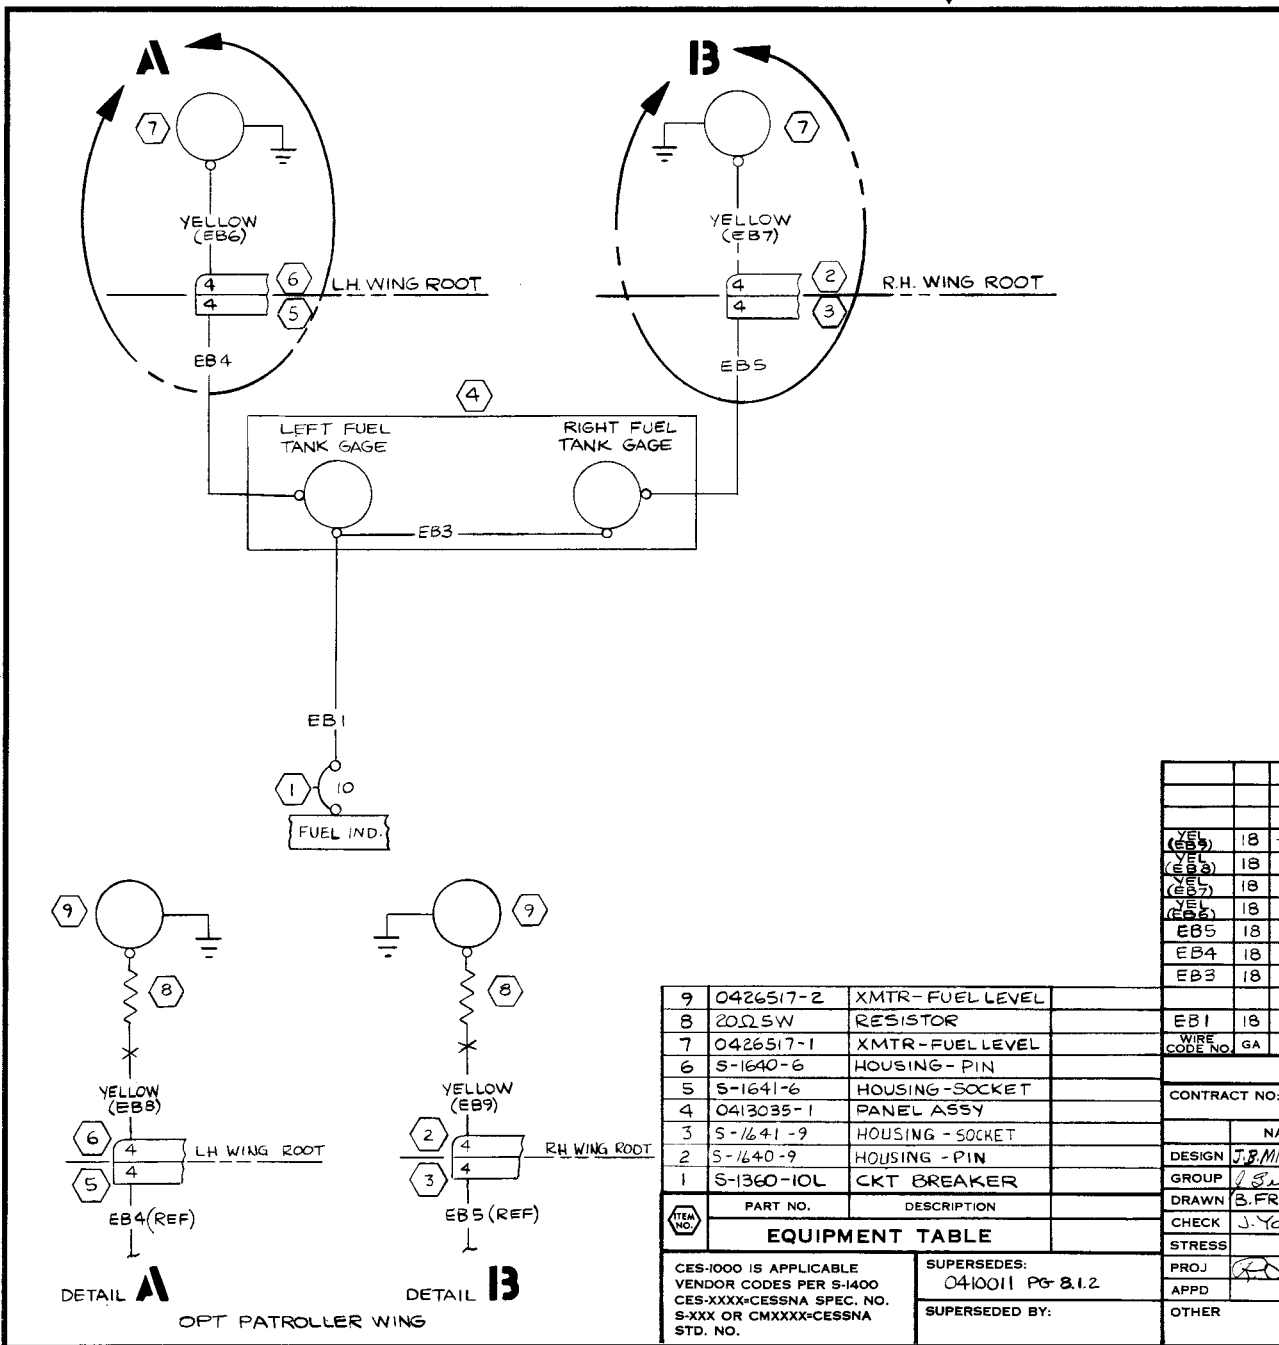 A
B
7
7
YELLOW
(EB6)
YELLOW
(EB7)
4
6
L.H. WING ROOT
4
5
4
2
R.H. WING ROOT
4
3
EB4
EB5
4
LEFT FUEL
TANK GAGE
RIGHT FUEL
TANK GAGE
EB3
EB1
1
10
FUEL IND.
9
9
8
8
YELLOW
(EB8)
YELLOW
(EB9)
6
4
LH WING ROOT
5
4
2
4
RH WING ROOT
3
4
EB4(REF)
EB5(REF)
DETAIL A
DETAIL B
OPT PATROLLER WING
9 0426517-2 XMTR-FUEL LEVEL
8 20Ω5W RESISTOR
7 0426517-1 XMTR-FUEL LEVEL
6 S-1640-6 HOUSING-PIN
5 S-1641-6 HOUSING-SOCKET
4 0413035-1 PANEL ASSY
3 S-1641-9 HOUSING-SOCKET
2 S-1640-9 HOUSING-PIN
1 S-1360-10L CKT BREAKER
ITEM NO. PART NO. DESCRIPTION
EQUIPMENT TABLE
CES-1000 IS APPLICABLE
VENDOR CODES PER S-1400
CES-XXXX=CESSNA SPEC. NO.
S-XXX OR CMXXXX=CESSNA
STD. NO.
SUPERSEDES:
0410011 PG 8.1.2
SUPERSEDED BY:
YEL (EB9) 18
YEL (EB8) 18
YEL (EB7) 18
YEL (EB6) 18
EB5 18
EB4 18
EB3 18
EB1 18
WIRE CODE NO. GA
CONTRACT NO:
DESIGN J.B.
GROUP
DRAWN B.FR
CHECK
STRESS
PROJ
APPD
OTHER